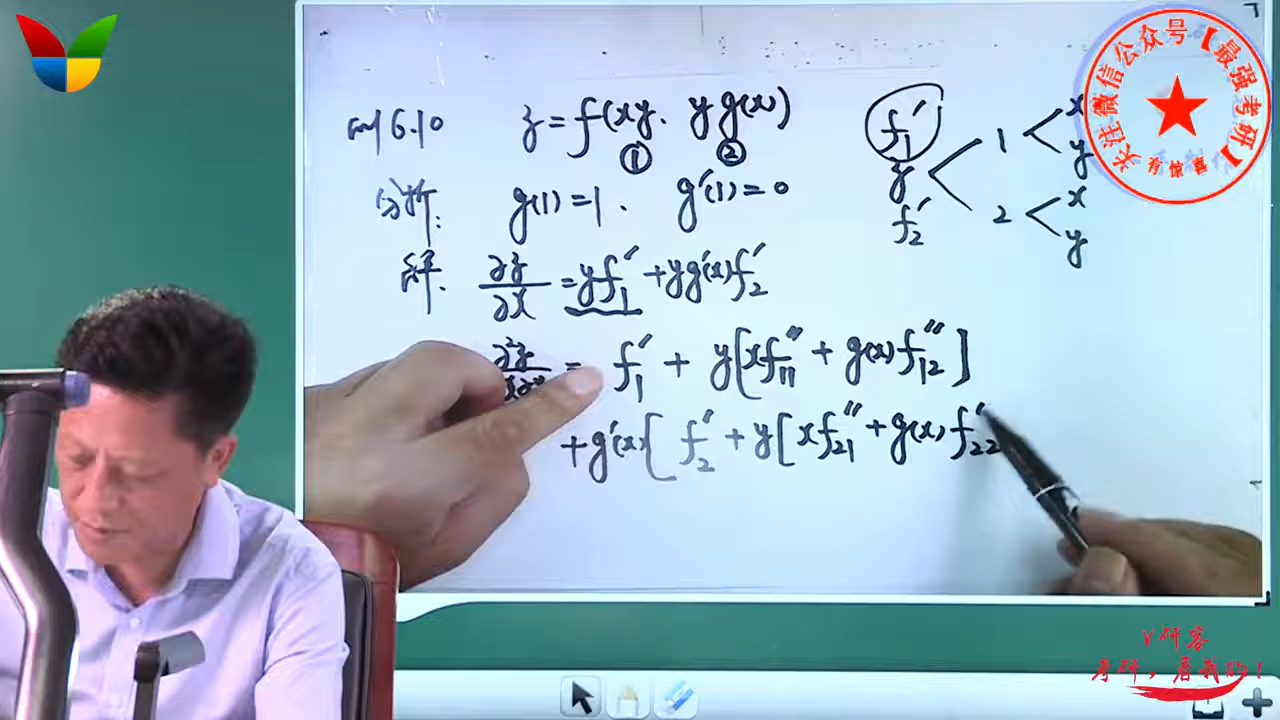 例6.10 z=f(xy, yg(x))
① ②
分析: g(1)=1. g′(1)=0
解: ∂z/∂x = yf₁′ + yg′(x)f₂′
= f₁′ + y[xf₁₁″ + g(x)f₁₂″]
+g′(x){ f₂′ + y[xf₂₁″ + g(x)f₂₂
f₁′
z
f₂′
1
2
x
y
x
y
关注微信公众号【最强考研】
有惊喜
V研客
考研,看我的!